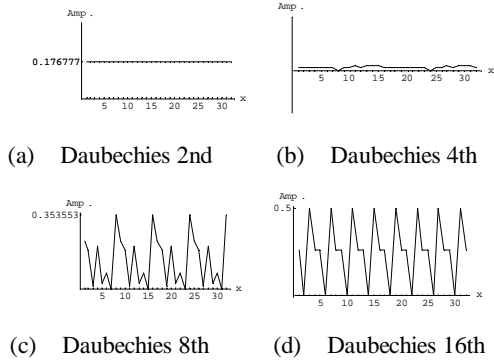 Amp .
0.176777
5 10 15 20 25 30 x
(a) Daubechies 2nd
Amp .
5 10 15 20 25 30 x
(b) Daubechies 4th
Amp .
0.353553
5 10 15 20 25 30 x
(c) Daubechies 8th
Amp .
0.5
5 10 15 20 25 30 x
(d) Daubechies 16th